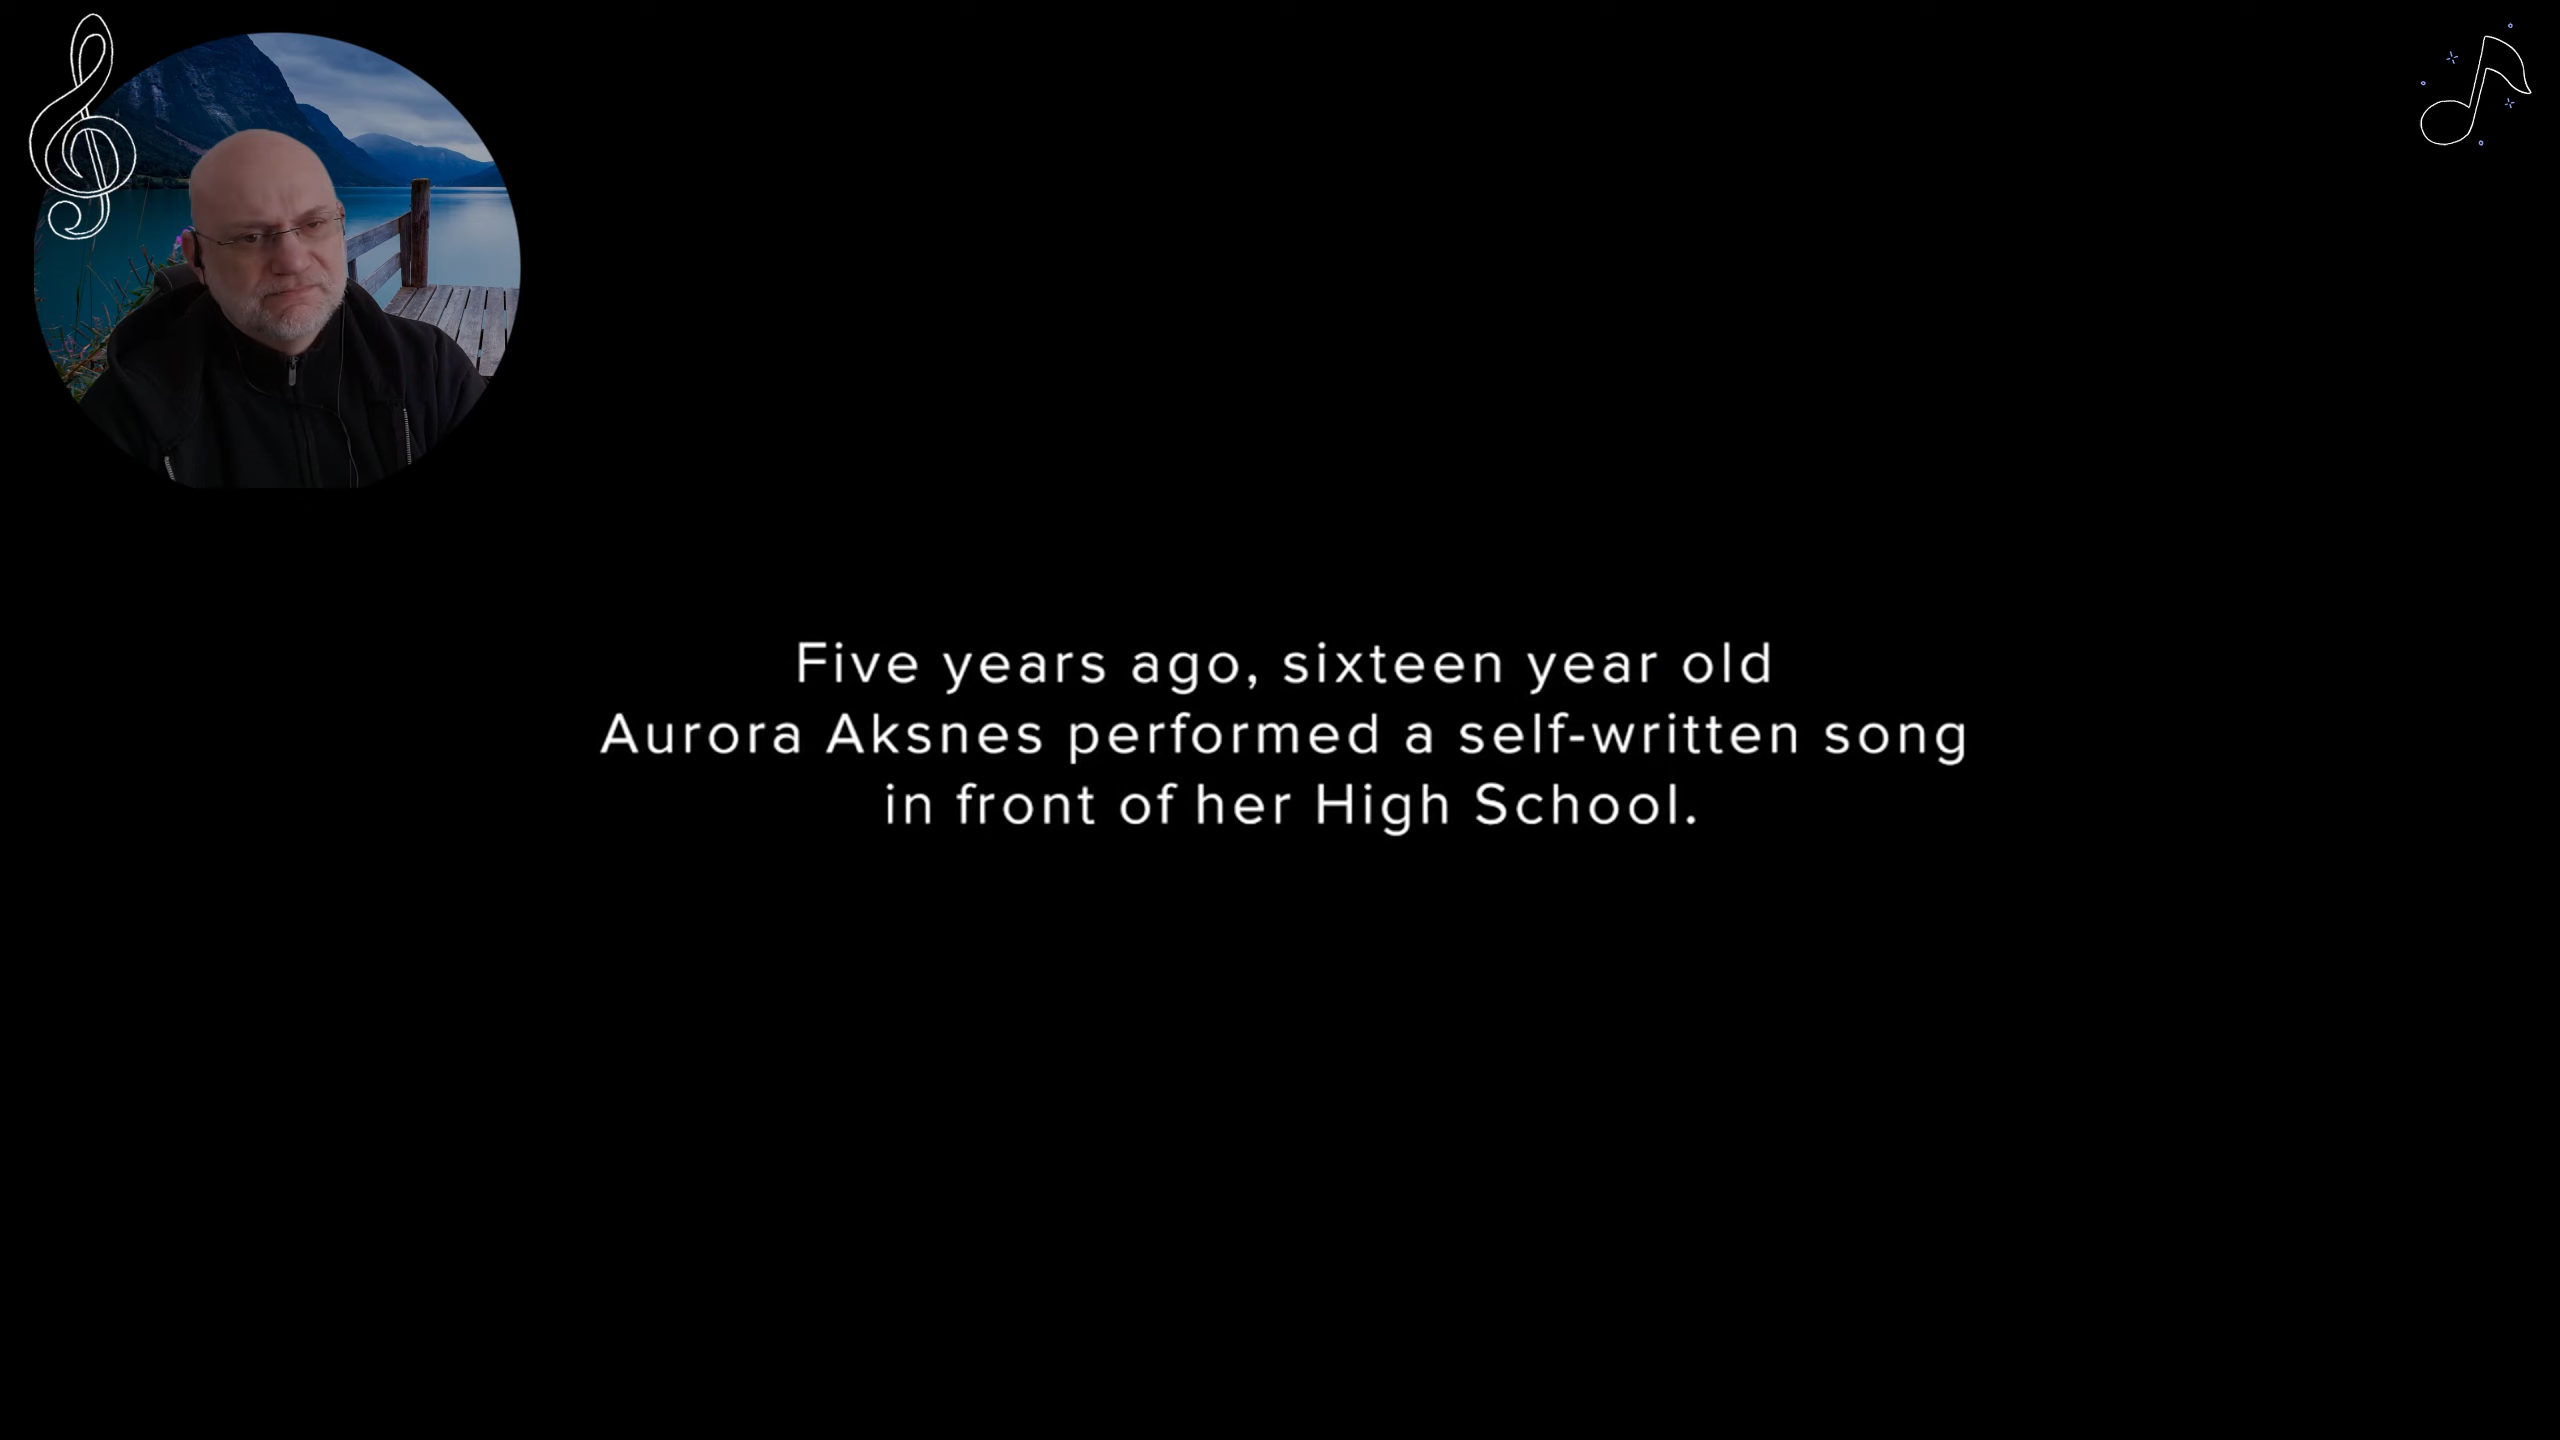 Five years ago, sixteen year old
Aurora Aksnes performed a self-written song
in front of her High School.